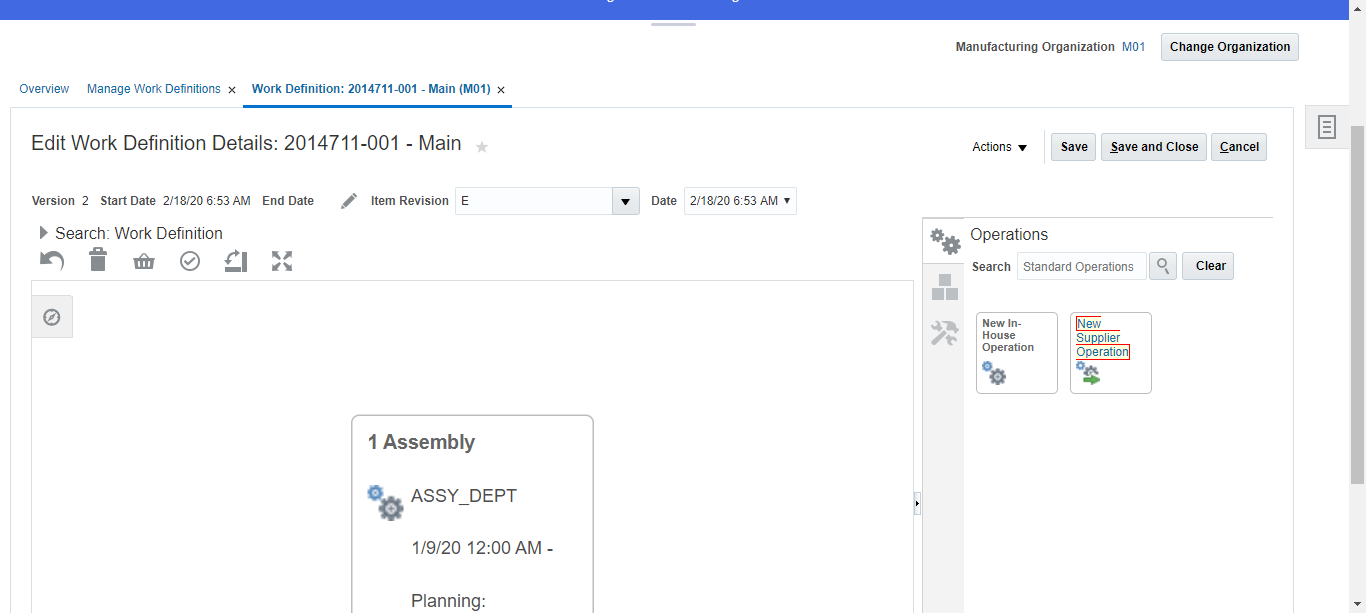 Manufacturing Organization M01 Change Organization
Overview Manage Work Definitions × Work Definition: 2014711-001 - Main (M01) ×
Edit Work Definition Details: 2014711-001 - Main
Actions Save Save and Close Cancel
Version 2 Start Date 2/18/20 6:53 AM End Date Item Revision E Date 2/18/20 6:53 AM
Search: Work Definition
Operations
Search Standard Operations Clear
New In-
House
Operation
New
Supplier
Operation
1 Assembly
ASSY_DEPT
1/9/20 12:00 AM -
Planning: